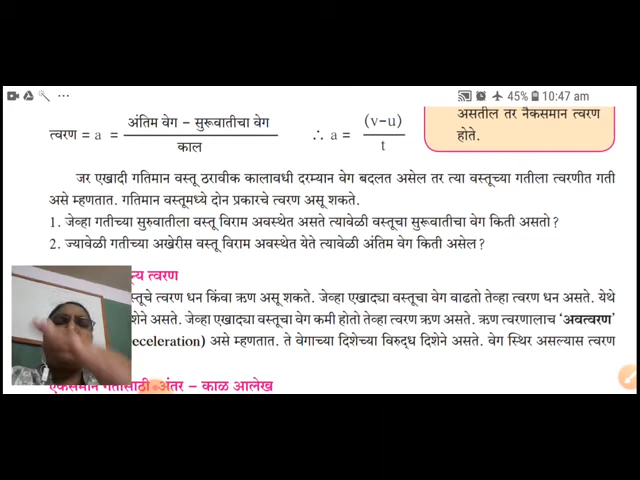 45% 10:47 am
असतील तर नैकसमान त्वरण
होते.
त्वरण = a = अंतिम वेग – सुरूवातीचा वेग / काल ∴ a = (v-u) / t
जर एखादी गतिमान वस्तू ठरावीक कालावधी दरम्यान वेग बदलत असेल तर त्या वस्तूच्या गतीला त्वरणीत गती
असे म्हणतात. गतिमान वस्तूमध्ये दोन प्रकारचे त्वरण असू शकते.
1. जेव्हा गतीच्या सुरुवातीला वस्तू विराम अवस्थेत असते त्यावेळी वस्तूचा सुरूवातीचा वेग किती असतो ?
2. ज्यावेळी गतीच्या अखेरीस वस्तू विराम अवस्थेत येते त्यावेळी अंतिम वेग किती असेल ?
त्वरण
त्वरण धन किंवा ऋण असू शकते. जेव्हा एखाद्या वस्तूचा वेग वाढतो तेव्हा त्वरण धन असते. येथे
असते. जेव्हा एखाद्या वस्तूचा वेग कमी होतो तेव्हा त्वरण ऋण असते. ऋण त्वरणालाच ‘अवत्वरण’
eceleration) असे म्हणतात. ते वेगाच्या दिशेच्या विरुद्ध दिशेने असते. वेग स्थिर असल्यास त्वरण
एकसमान गतीसाठी अंतर – काळ आलेख